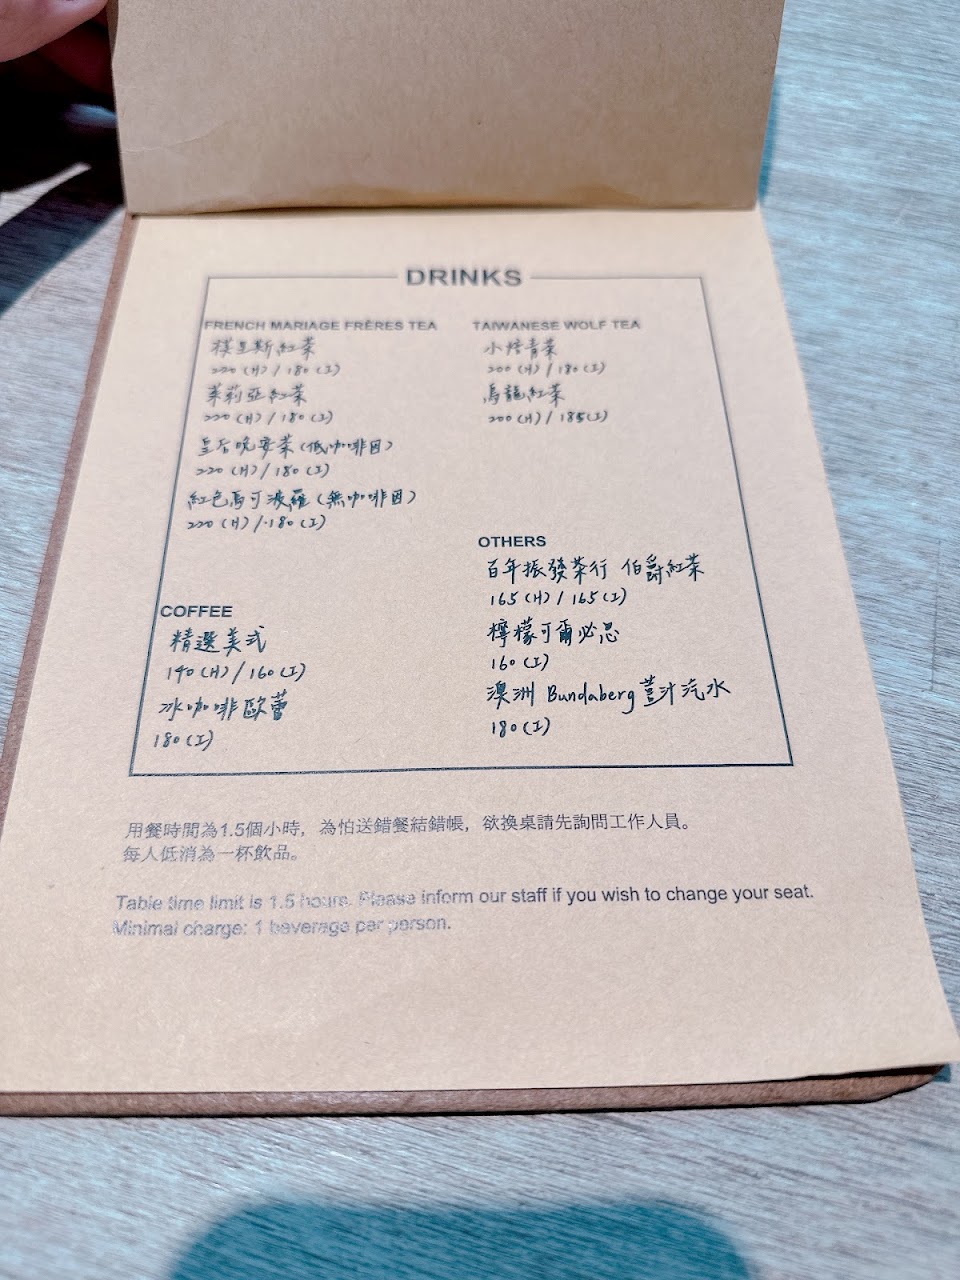 DRINKS
FRENCH MARIAGE FRÈRES TEA
模里斯紅茶
220 (H) / 180 (I)
茉莉亞紅茶
220 (H) / 180 (I)
皇后晚宴茶 (低咖啡因)
220 (H) / 180 (I)
紅色馬可波羅 (無咖啡因)
220 (H) / 180 (I)
COFFEE
精選美式
140 (H) / 160 (I)
冰咖啡歐蕾
180 (I)
TAIWANESE WOLF TEA
小焙青茶
200 (H) / 180 (I)
烏龍紅茶
200 (H) / 185 (I)
OTHERS
百年振發茶行 伯爵紅茶
165 (H) / 165 (I)
檸檬可爾必思
160 (I)
澳洲 Bundaberg 薑汁汽水
180 (I)
用餐時間為1.5個小時，為怕送錯餐結錯帳，欲換桌請先詢問工作人員。
每人低消為一杯飲品。
Table time limit is 1.5 hours. Please inform our staff if you wish to change your seat.
Minimal charge: 1 beverage per person.